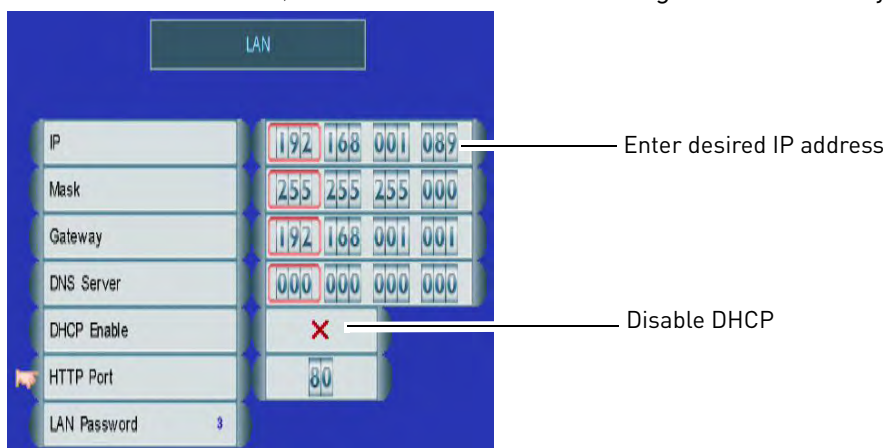 LAN
IP 192 168 001 089 Enter desired IP address
Mask 255 255 255 000
Gateway 192 168 001 001
DNS Server 000 000 000 000
DHCP Enable Disable DHCP
HTTP Port 80
LAN Password 3